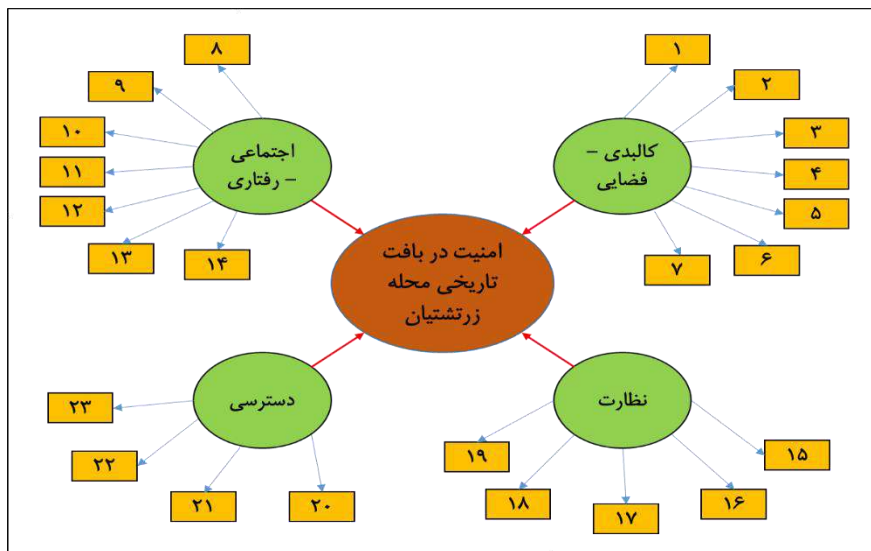 ۱
۲
۳
۴
۵
۶
۷
کالبدی –
فضایی
۸
۹
۱۰
۱۱
۱۲
۱۳
۱۴
اجتماعی
– رفتاری
امنیت در بافت
تاریخی محله
زرتشتیان
نظارت
۱۵
۱۶
۱۷
۱۸
۱۹
دسترسی
۲۰
۲۱
۲۲
۲۳